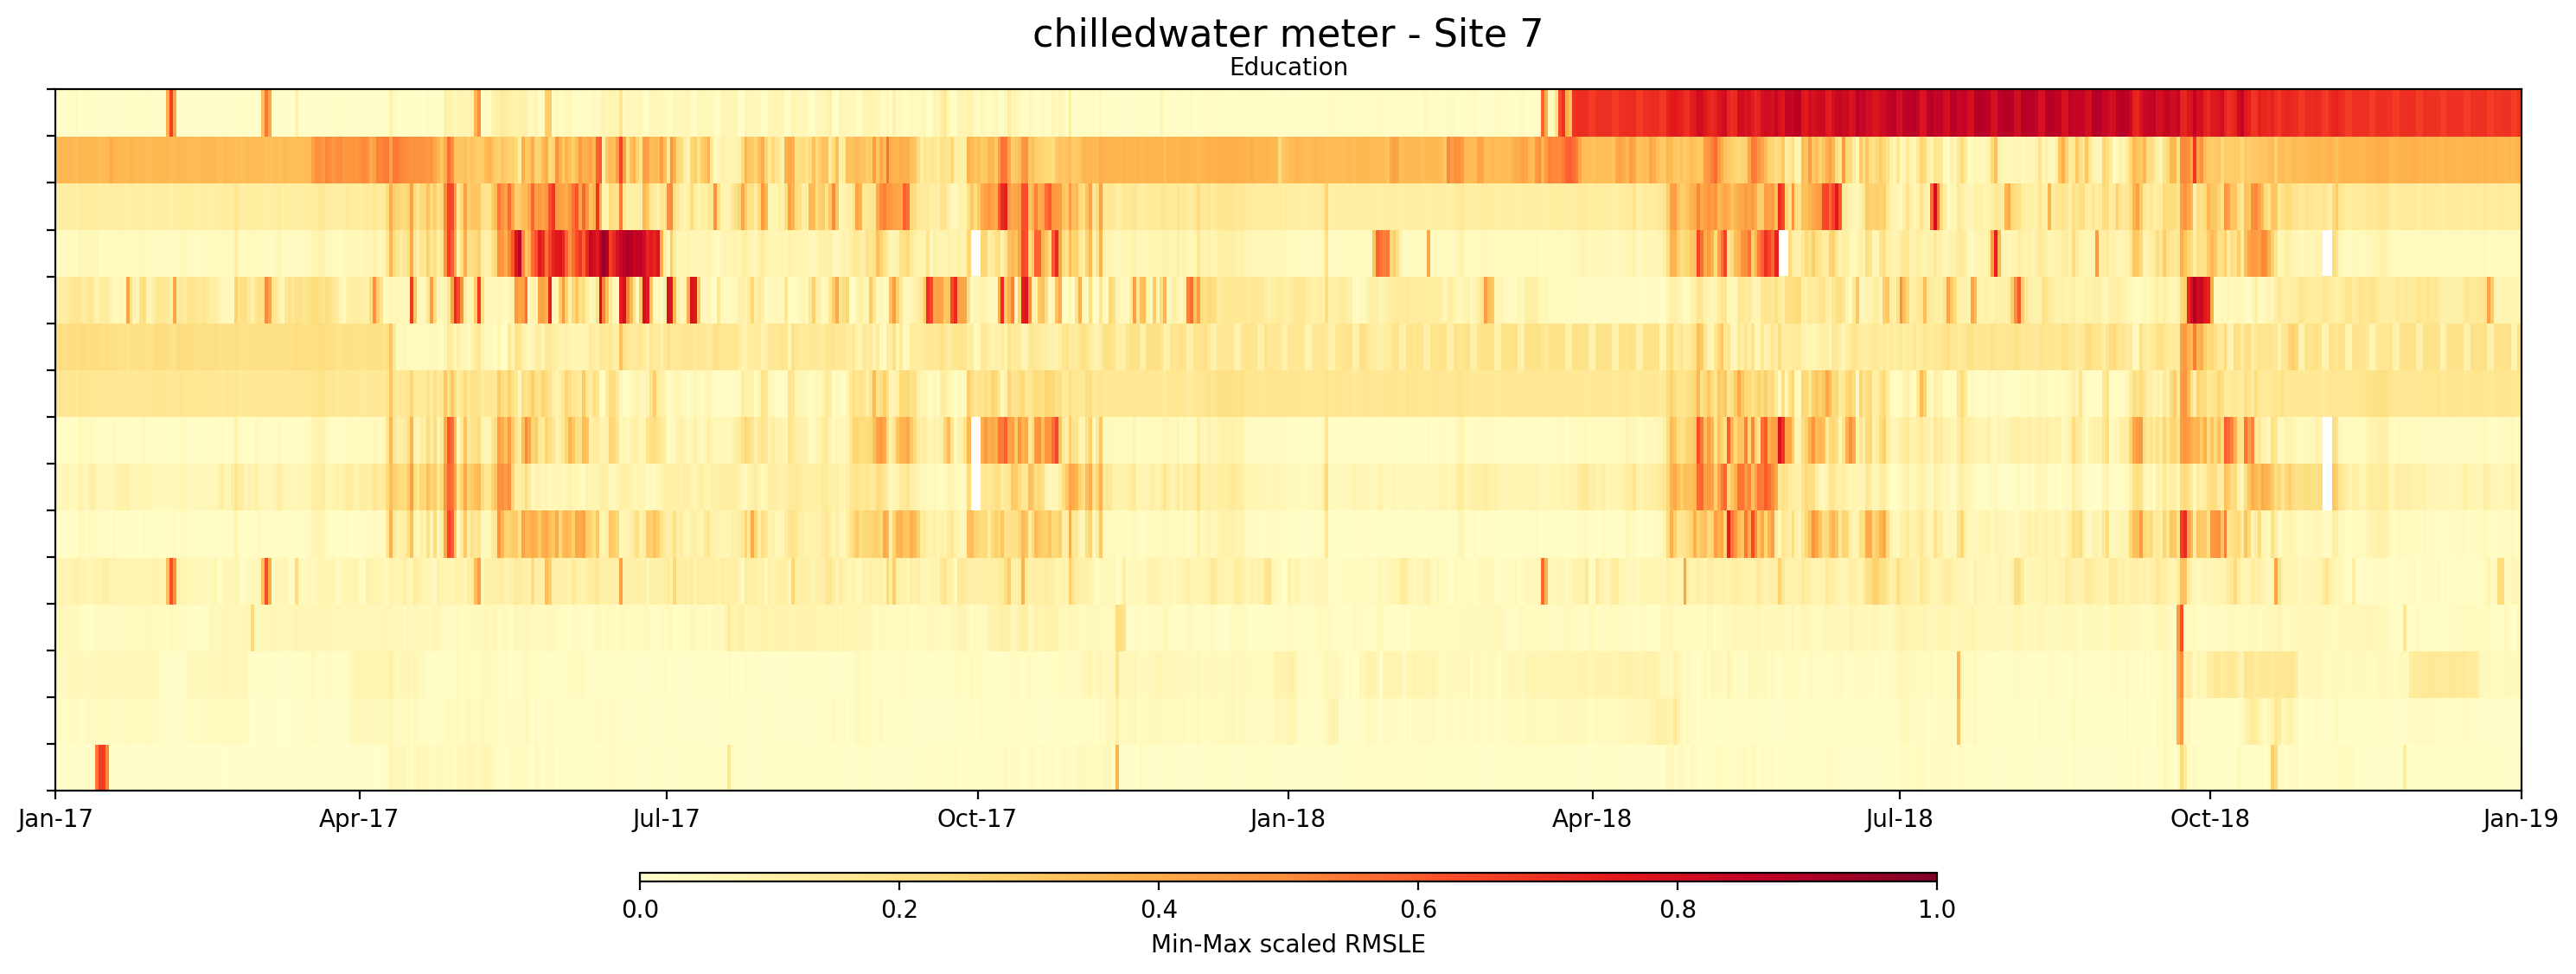 chilledwater meter - Site 7
Education
Jan-17 Apr-17 Jul-17 Oct-17 Jan-18 Apr-18 Jul-18 Oct-18 Jan-19
0.0 0.2 0.4 0.6 0.8 1.0
Min-Max scaled RMSLE